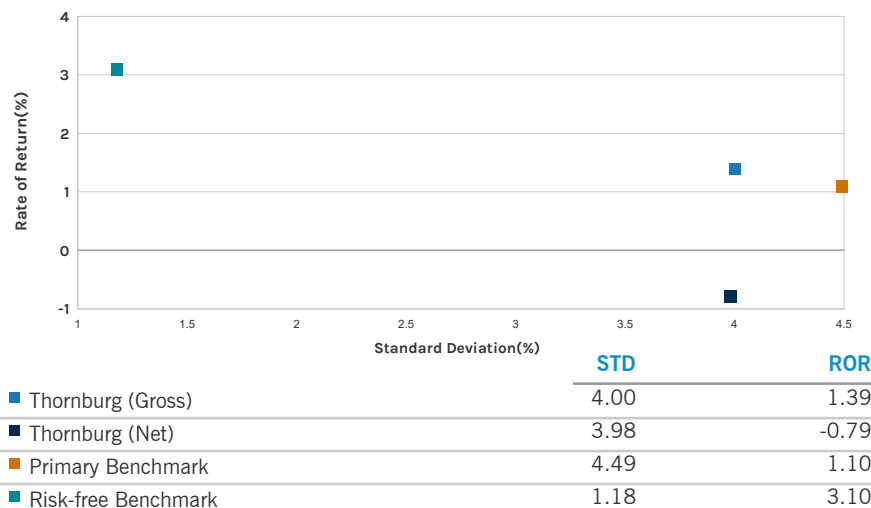 4
3
2
1
0
-1
Rate of Return(%)
1 1.5 2 2.5 3 3.5 4 4.5
Standard Deviation(%)
STD ROR
Thornburg (Gross) 4.00 1.39
Thornburg (Net) 3.98 -0.79
Primary Benchmark 4.49 1.10
Risk-free Benchmark 1.18 3.10